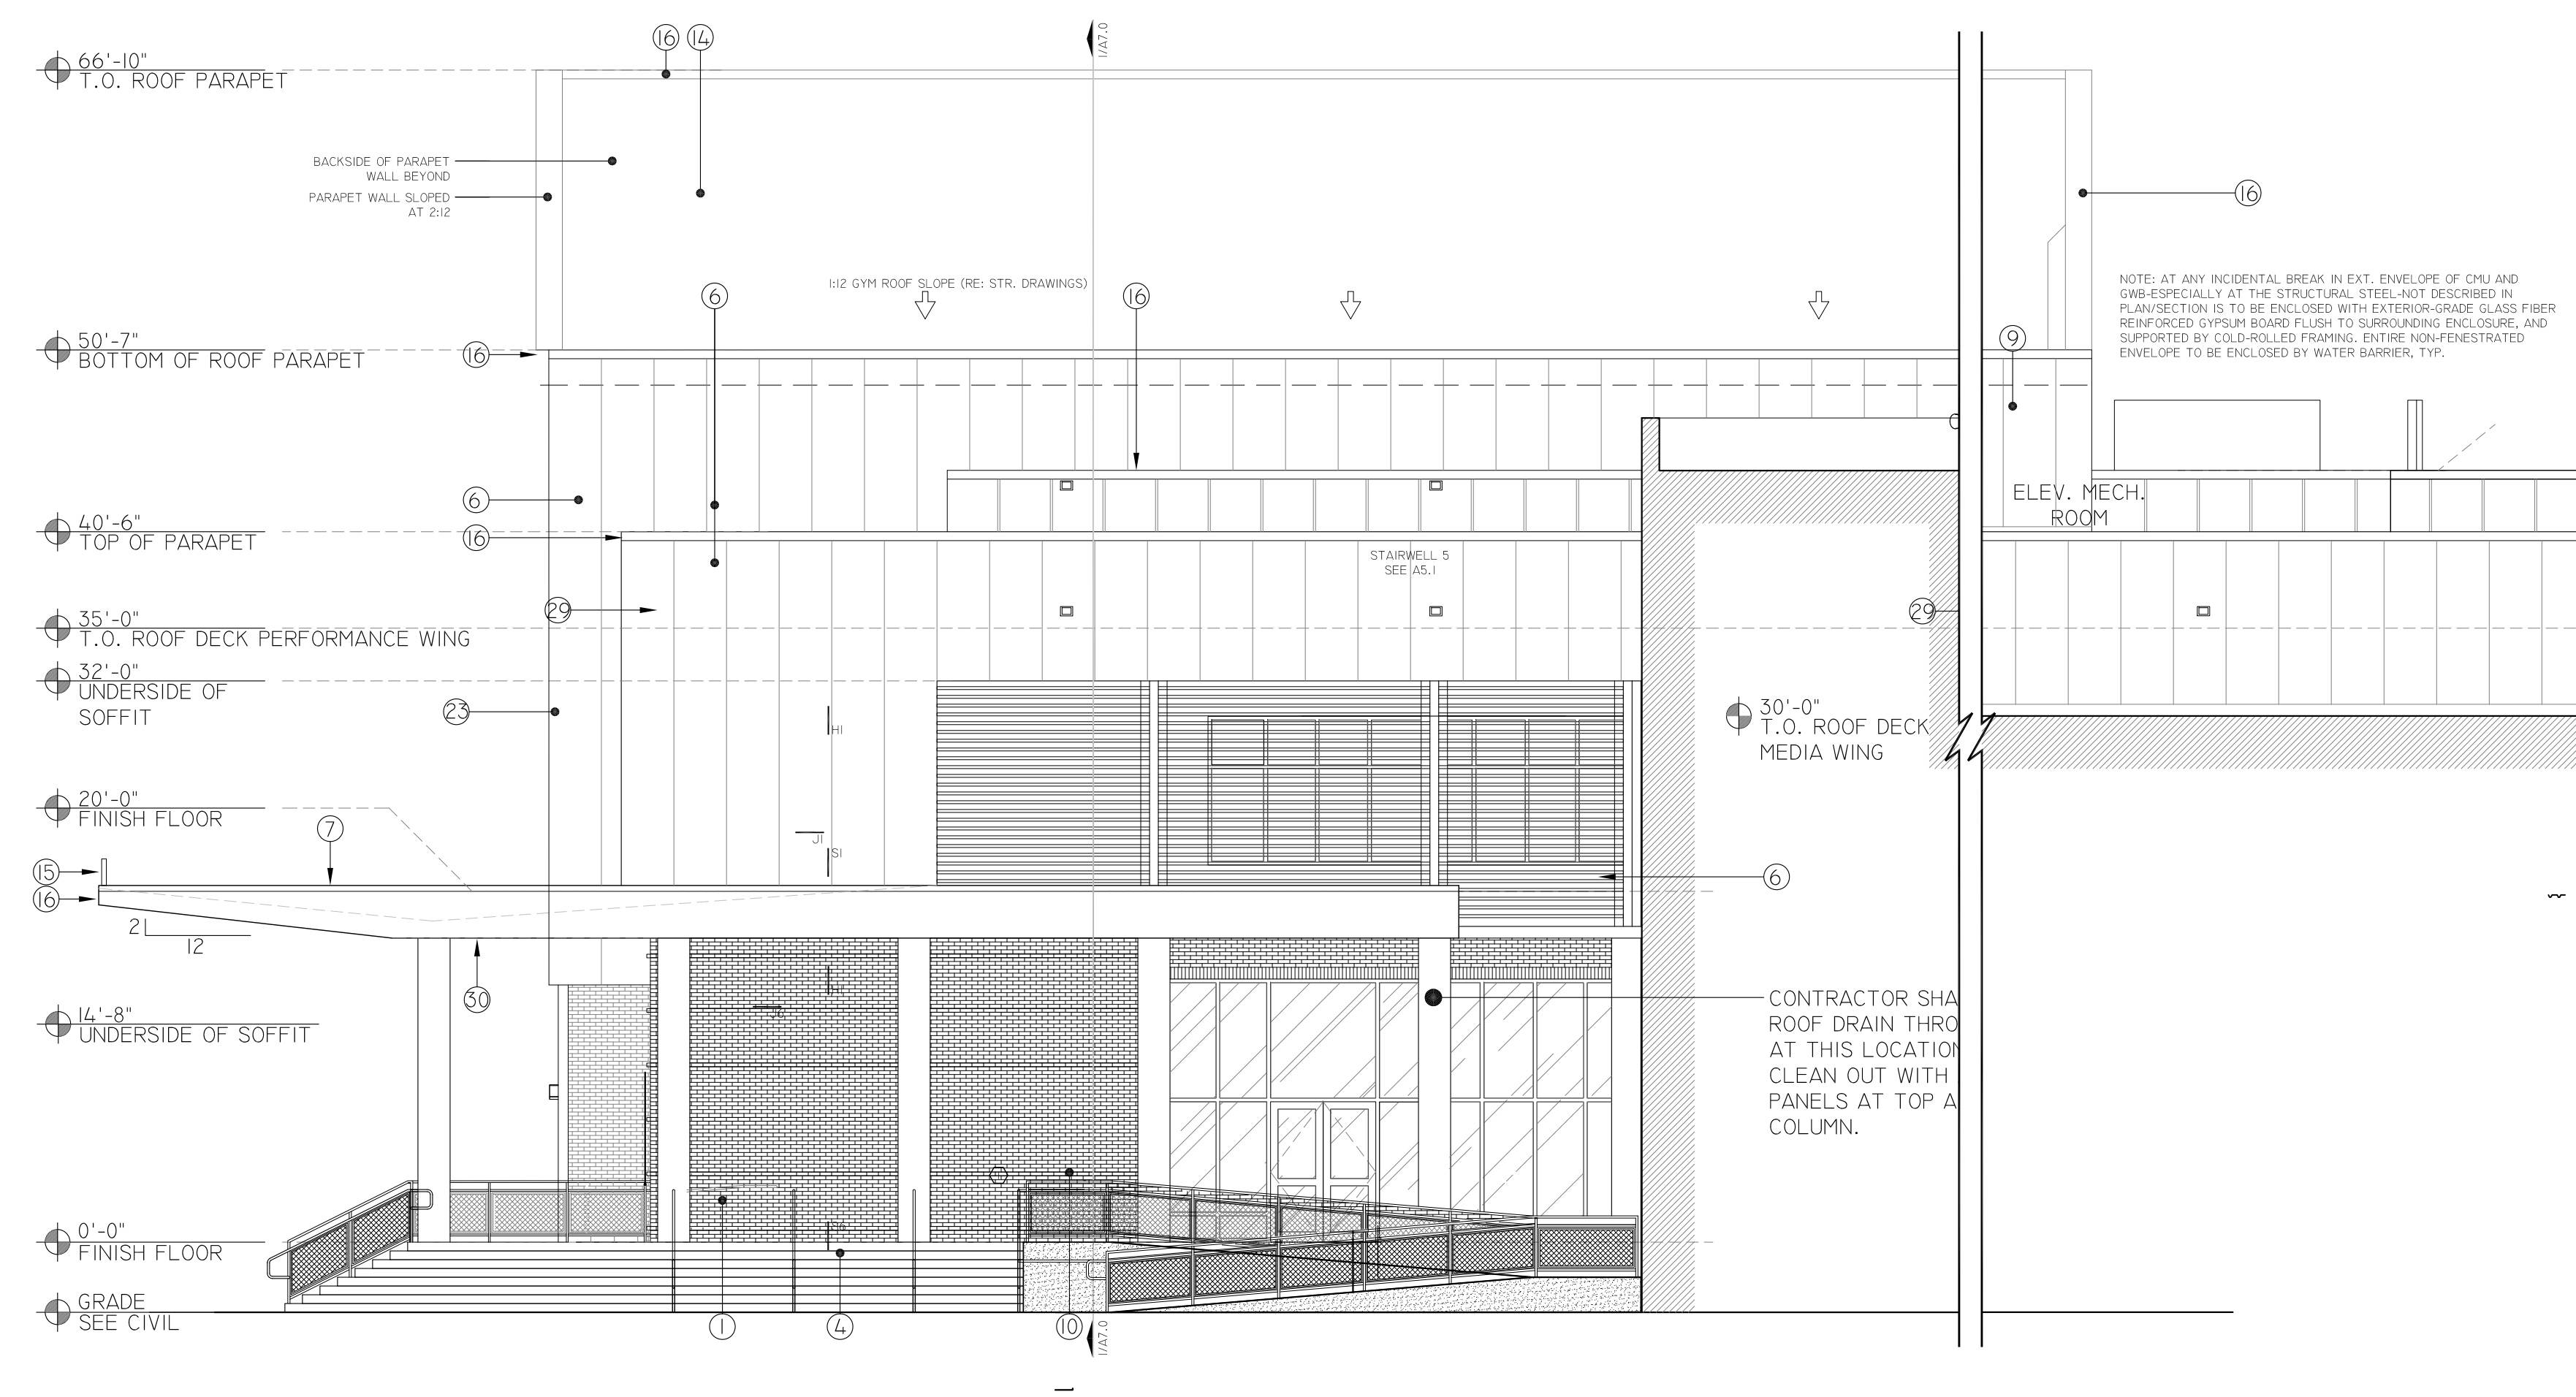 16
14
1/A7.0
66'-10"
T.O. ROOF PARAPET
BACKSIDE OF PARAPET
WALL BEYOND
PARAPET WALL SLOPED
AT 2:12
16
1:12 GYM ROOF SLOPE (RE: STR. DRAWINGS)
6
16
NOTE: AT ANY INCIDENTAL BREAK IN EXT. ENVELOPE OF CMU AND
GWB-ESPECIALLY AT THE STRUCTURAL STEEL-NOT DESCRIBED IN
PLAN/SECTION IS TO BE ENCLOSED WITH EXTERIOR-GRADE GLASS FIBER
REINFORCED GYPSUM BOARD FLUSH TO SURROUNDING ENCLOSURE, AND
SUPPORTED BY COLD-ROLLED FRAMING. ENTIRE NON-FENESTRATED
ENVELOPE TO BE ENCLOSED BY WATER BARRIER, TYP.
9
50'-7"
BOTTOM OF ROOF PARAPET
16
6
ELEV. MECH.
ROOM
40'-6"
TOP OF PARAPET
16
STAIRWELL 5
SEE A5.1
29
29
35'-0"
T.O. ROOF DECK PERFORMANCE WING
32'-0"
UNDERSIDE OF
SOFFIT
23
H1
30'-0"
T.O. ROOF DECK
MEDIA WING
20'-0"
FINISH FLOOR
7
J1
S1
15
16
6
2
12
30
H1
J6
14'-8"
UNDERSIDE OF SOFFIT
CONTRACTOR SHA
ROOF DRAIN THRO
AT THIS LOCATION
CLEAN OUT WITH
PANELS AT TOP A
COLUMN.
S6
0'-0"
FINISH FLOOR
GRADE
SEE CIVIL
1
4
10
1/A7.0